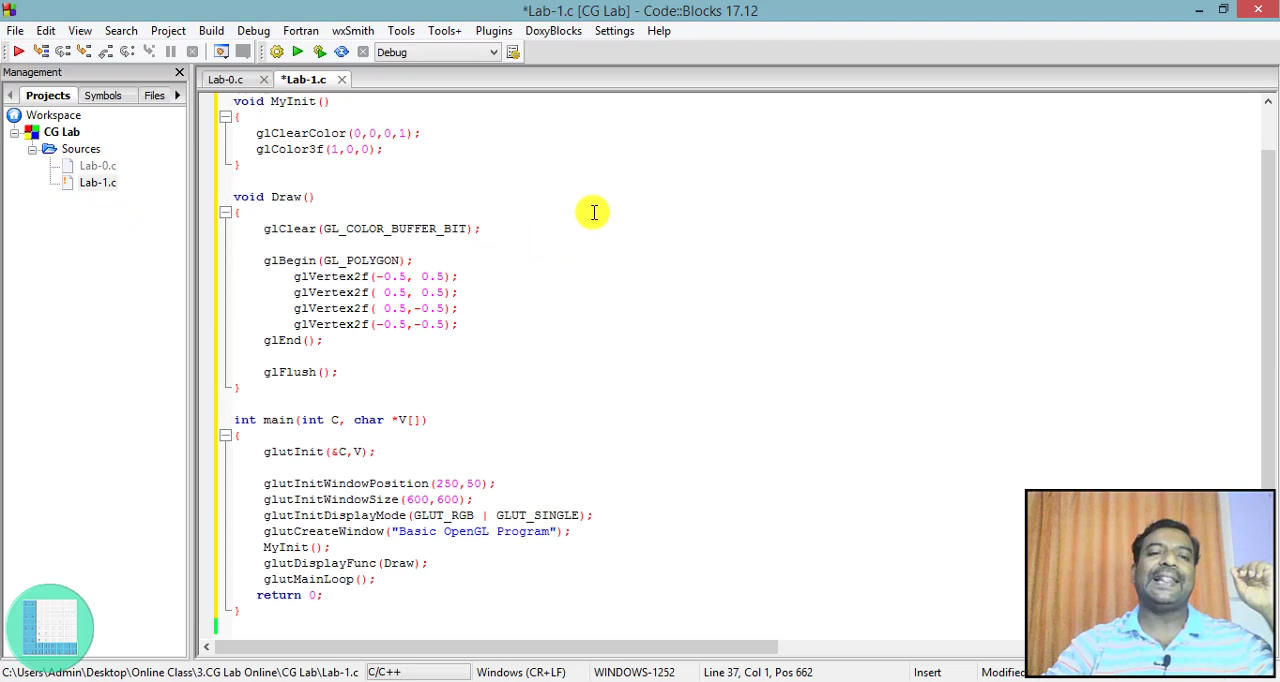 *Lab-1.c [CG Lab] - Code::Blocks 17.12
File Edit View Search Project Build Debug Fortran wxSmith Tools Tools+ Plugins DoxyBlocks Settings Help
Debug
Management
Projects Symbols Files
Lab-0.c *Lab-1.c
Workspace
CG Lab
Sources
Lab-0.c
Lab-1.c
void MyInit()
{
glClearColor(0,0,0,1);
glColor3f(1,0,0);
}
void Draw()
{
glClear(GL_COLOR_BUFFER_BIT);
glBegin(GL_POLYGON);
glVertex2f(-0.5, 0.5);
glVertex2f( 0.5, 0.5);
glVertex2f( 0.5,-0.5);
glVertex2f(-0.5,-0.5);
glEnd();
glFlush();
}
int main(int C, char *V[])
{
glutInit(&C,V);
glutInitWindowPosition(250,50);
glutInitWindowSize(600,600);
glutInitDisplayMode(GLUT_RGB | GLUT_SINGLE);
glutCreateWindow("Basic OpenGL Program");
MyInit();
glutDisplayFunc(Draw);
glutMainLoop();
return 0;
}
C:\Users\Admin\Desktop\Online Class\3.CG Lab Online\CG Lab\Lab-1.c C/C++ Windows (CR+LF) WINDOWS-1252 Line 37, Col 1, Pos 662 Insert Modified